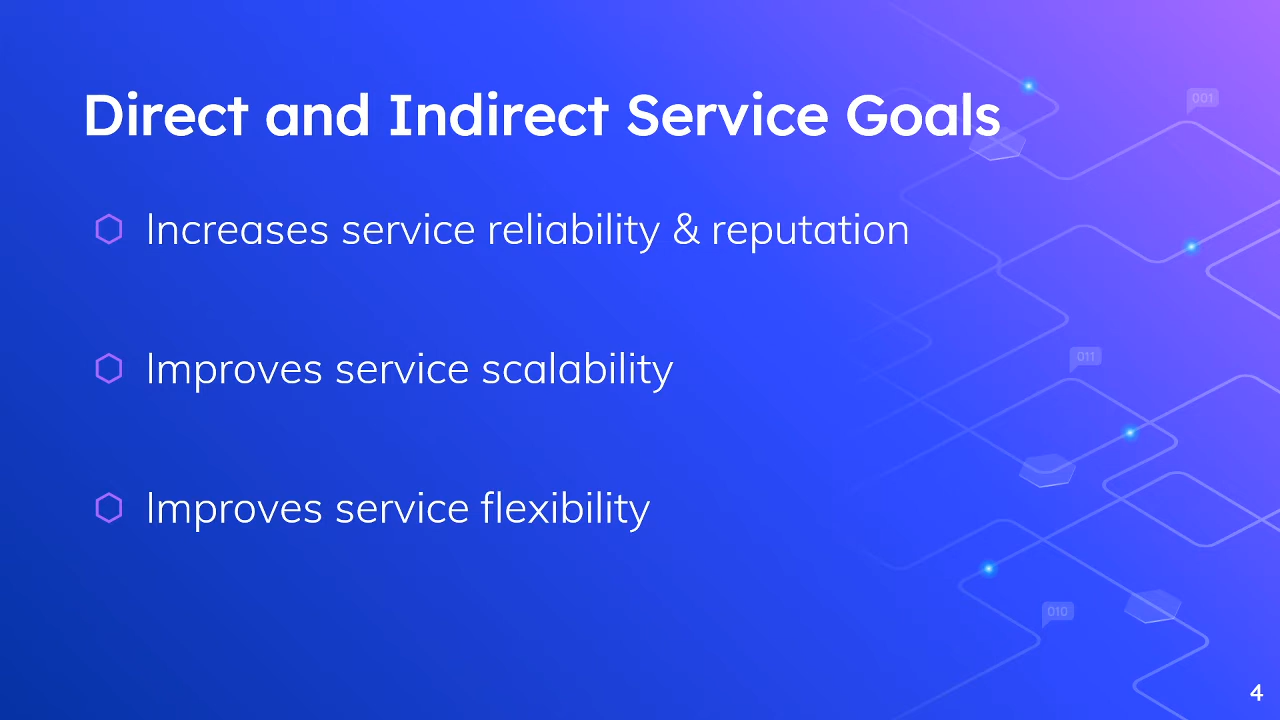 Direct and Indirect Service Goals
001
Increases service reliability & reputation
Improves service scalability
011
Improves service flexibility
010
4